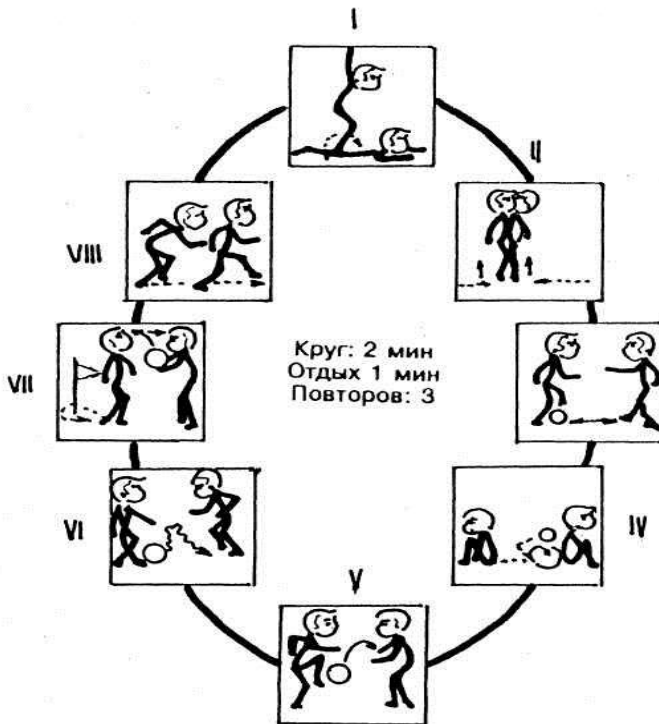 I
II
VIII
Круг: 2 мин
Отдых 1 мин
Повторов: 3
VII
VI
IV
V